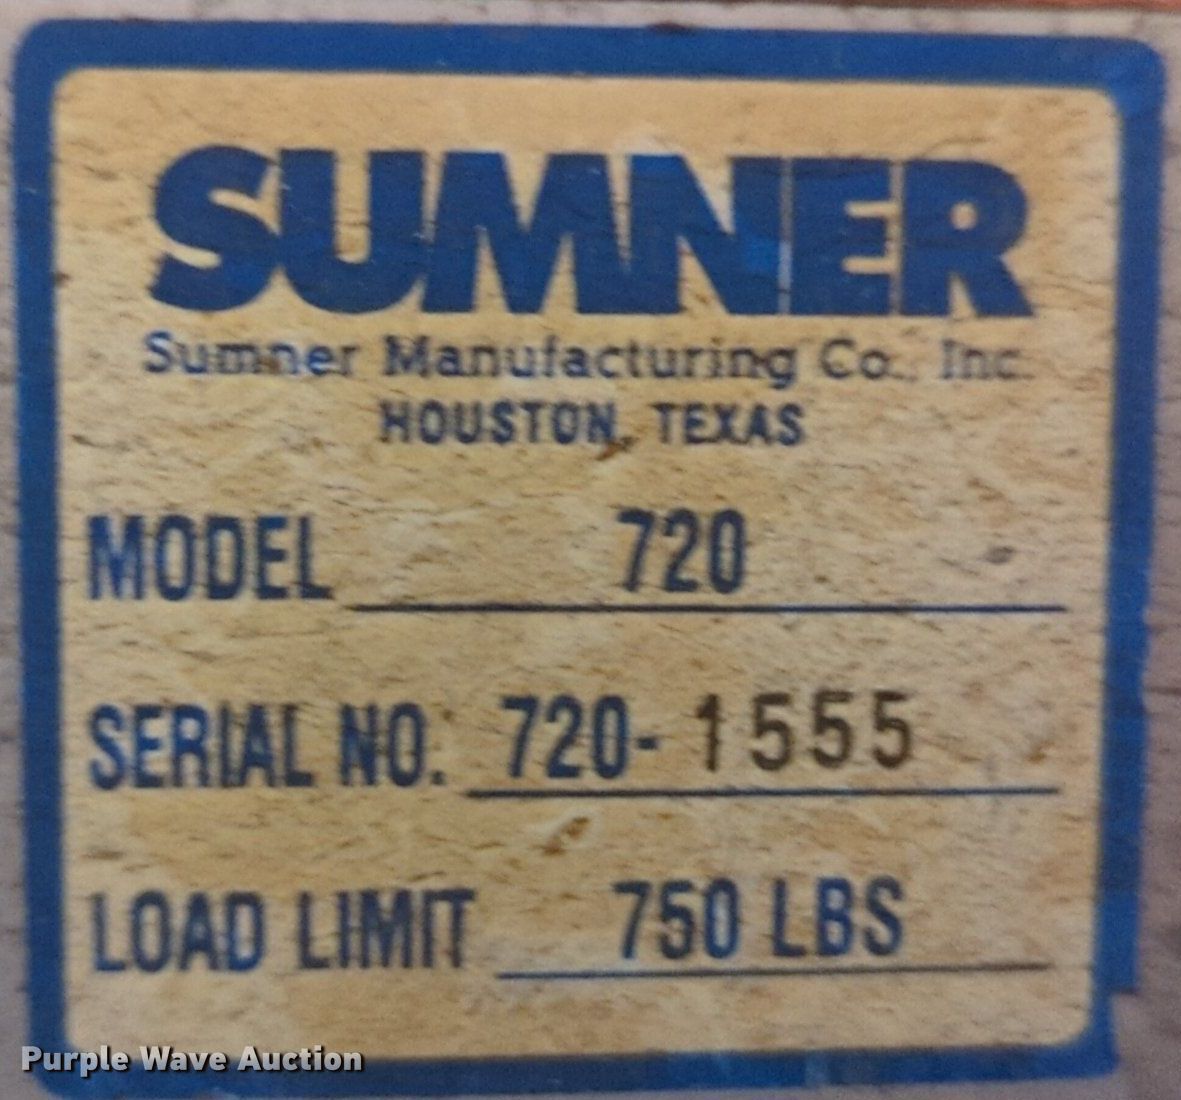 SUMNER
Sumner Manufacturing Co., Inc.
HOUSTON, TEXAS
MODEL 720
SERIAL NO. 720-1555
LOAD LIMIT 750 LBS
Purple Wave Auction